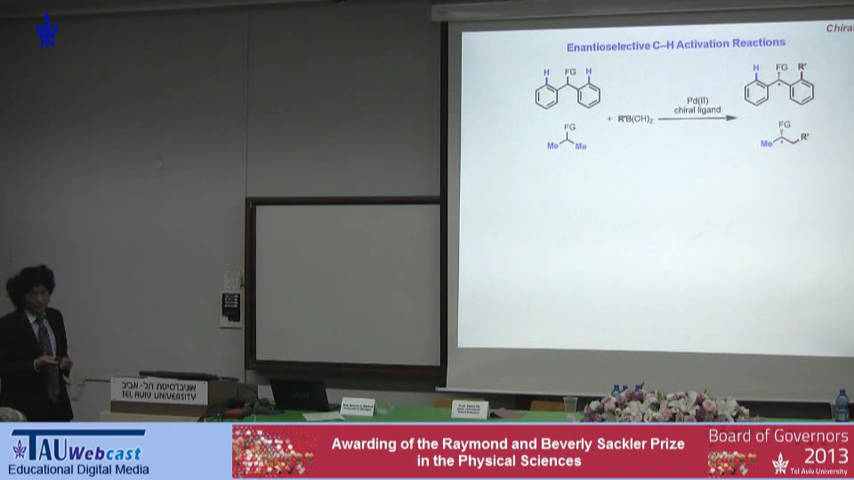 Chira
Enantioselective C–H Activation Reactions
H FG H
H FG R'
Pd(II)
chiral ligand
+ R'B(OH)2
FG
Me Me
FG
Me R'
אוניברסיטת תל-אביב
TEL AVIV UNIVERSITY
TAU Webcast
Educational Digital Media
Awarding of the Raymond and Beverly Sackler Prize
in the Physical Sciences
Board of Governors
2013
Tel Aviv University